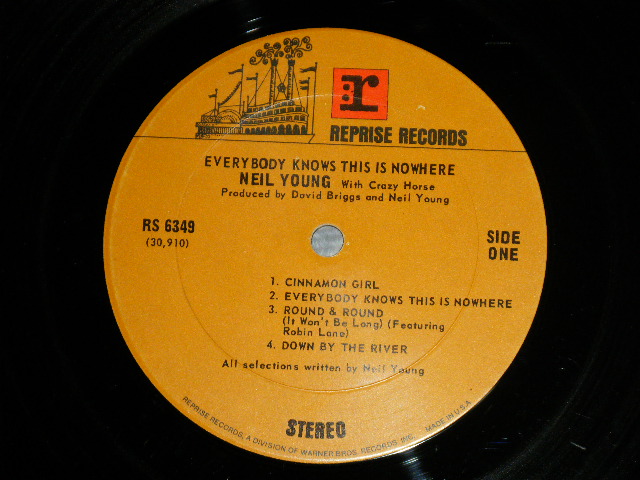 r:
REPRISE RECORDS
EVERYBODY KNOWS THIS IS NOWHERE
NEIL YOUNG With Crazy Horse
Produced by David Briggs and Neil Young
RS 6349
(30,910)
SIDE
ONE
1. CINNAMON GIRL
2. EVERYBODY KNOWS THIS IS NOWHERE
3. ROUND & ROUND
(It Won't Be Long) (Featuring
Robin Lane)
4. DOWN BY THE RIVER
All selections written by Neil Young
STEREO
REPRISE RECORDS, A DIVISION OF WARNER BROS. RECORDS, INC. MADE IN U.S.A.